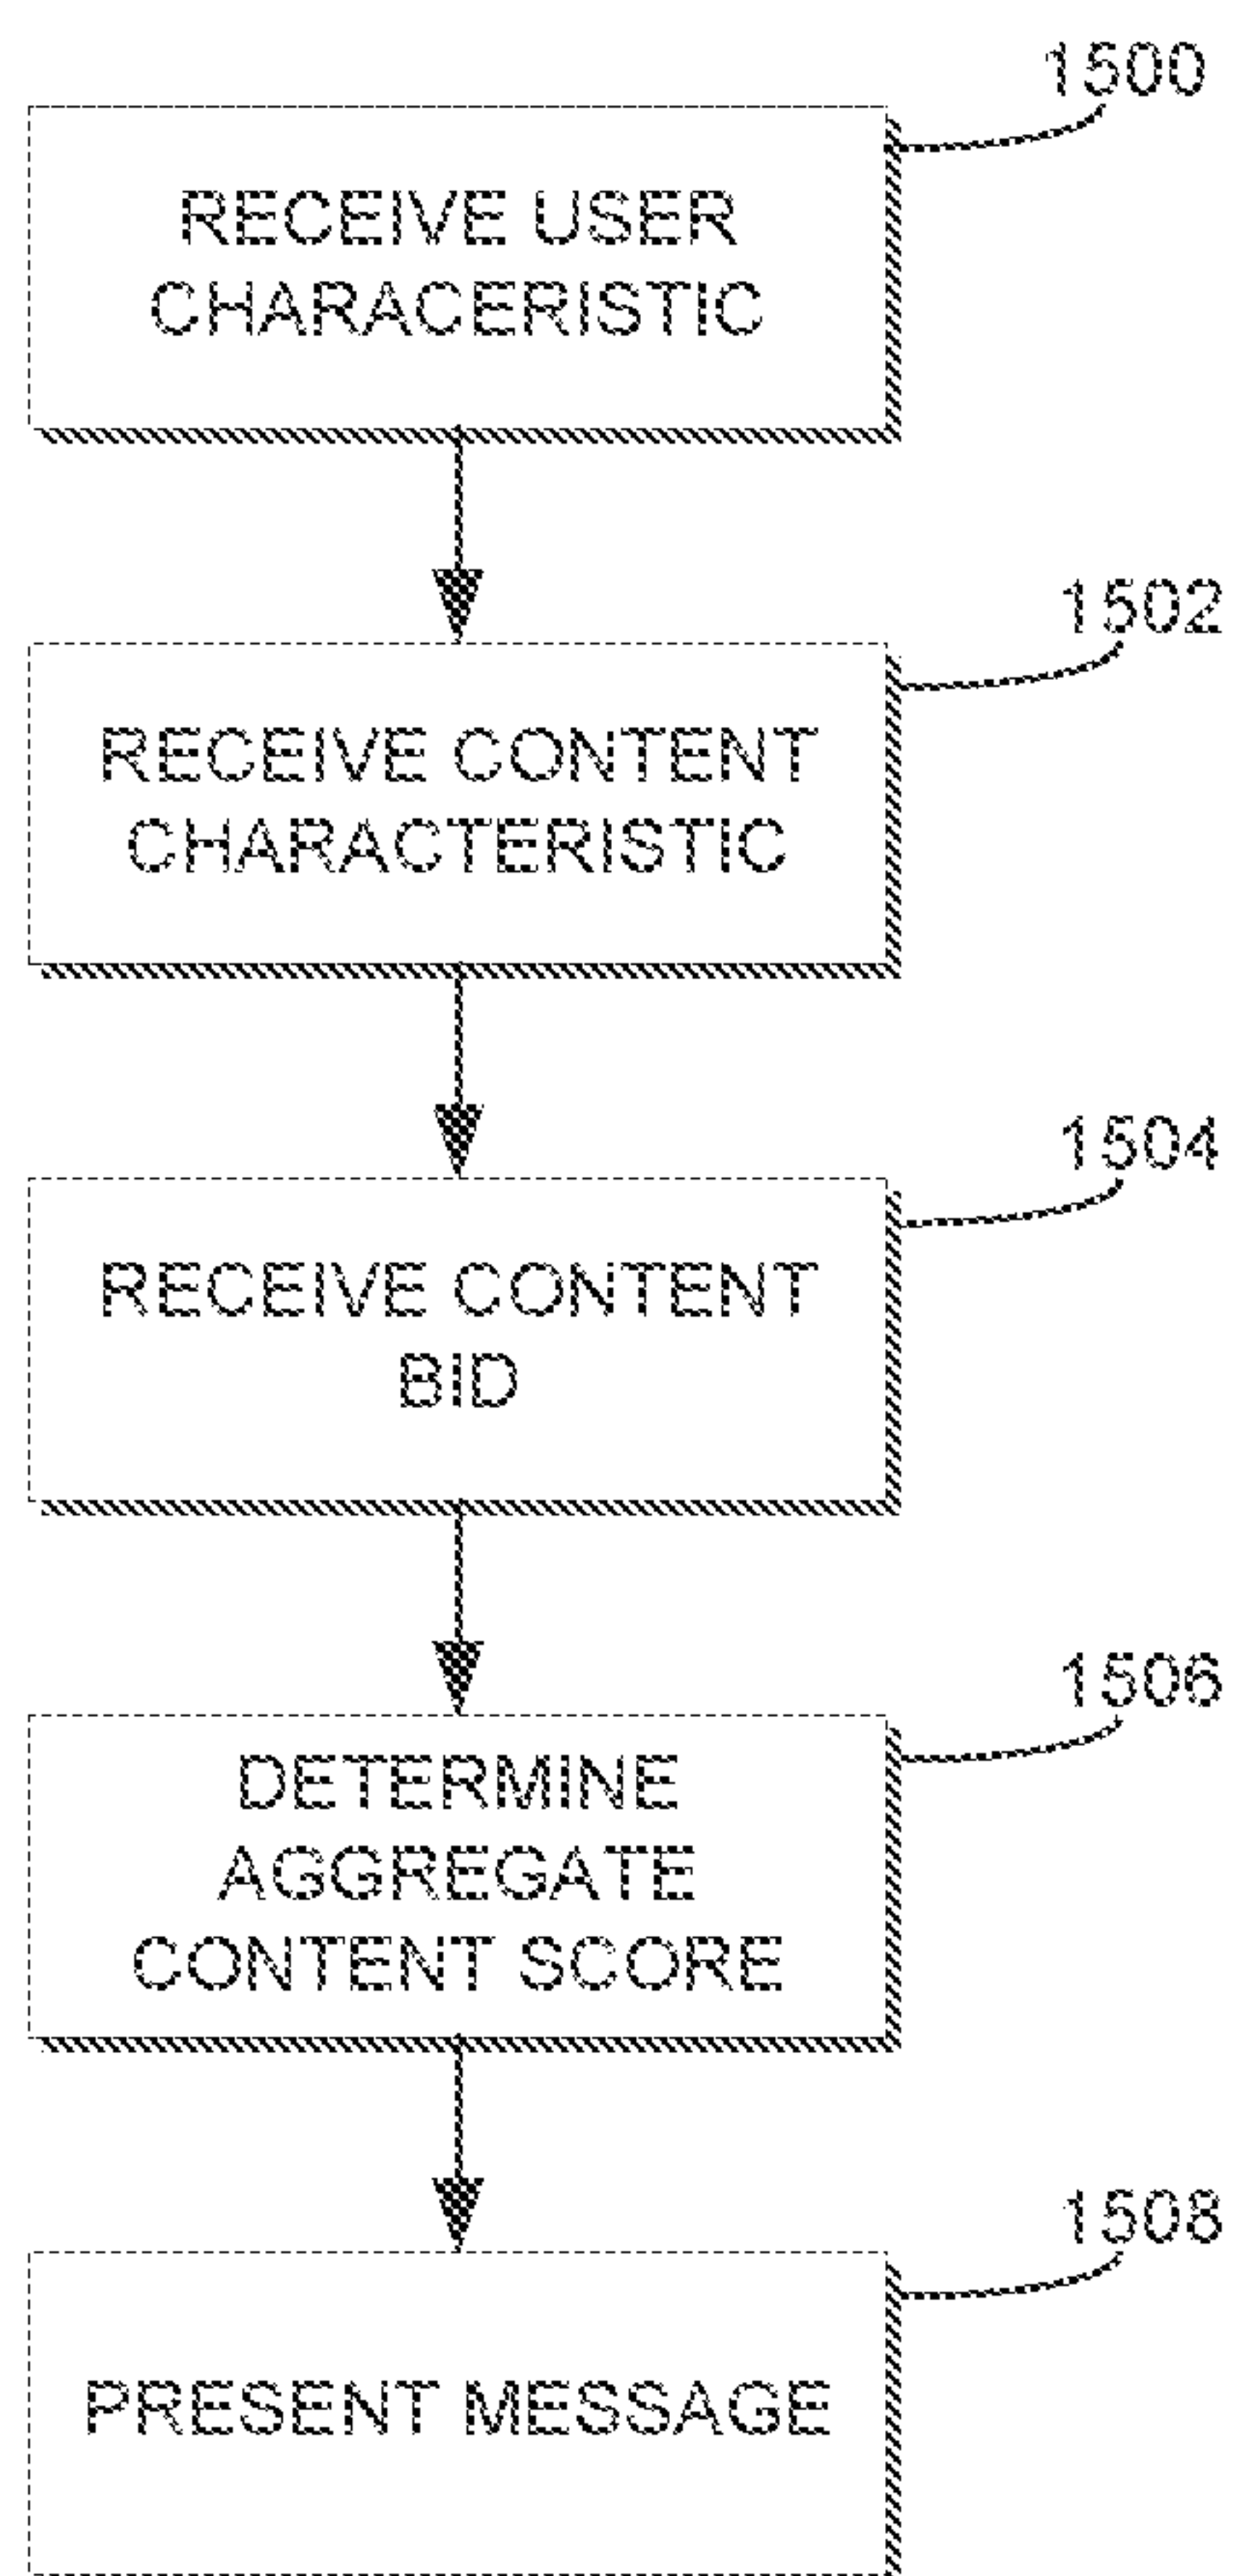 1500
RECEIVE USER
CHARACERISTIC
1502
RECEIVE CONTENT
CHARACTERISTIC
1504
RECEIVE CONTENT
BID
1506
DETERMINE
AGGREGATE
CONTENT SCORE
1508
PRESENT MESSAGE